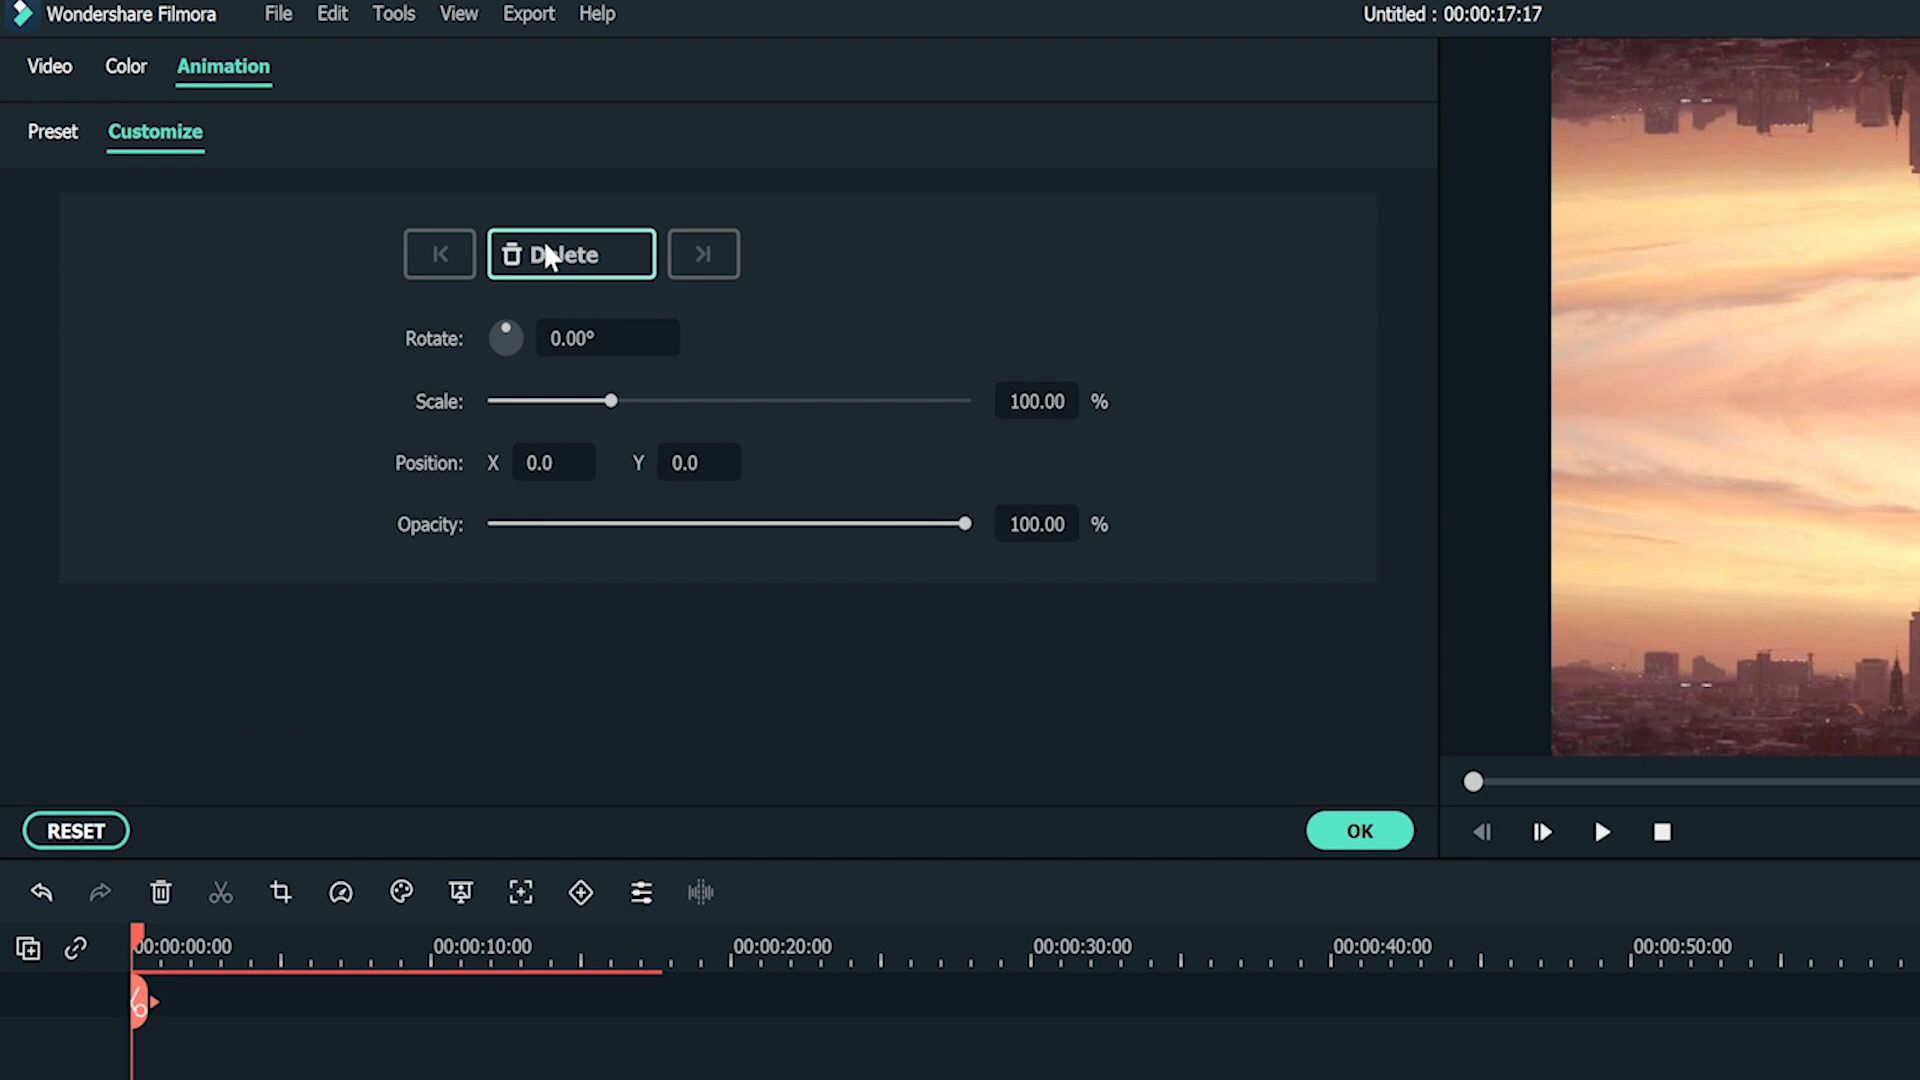 Wondershare Filmora File Edit Tools View Export Help Untitled : 00:00:17:17
Video Color Animation
Preset Customize
Delete
Rotate: 0.00°
Scale: 100.00 %
Position: X 0.0 Y 0.0
Opacity: 100.00 %
RESET OK
00:00:00:00 00:00:10:00 00:00:20:00 00:00:30:00 00:00:40:00 00:00:50:00